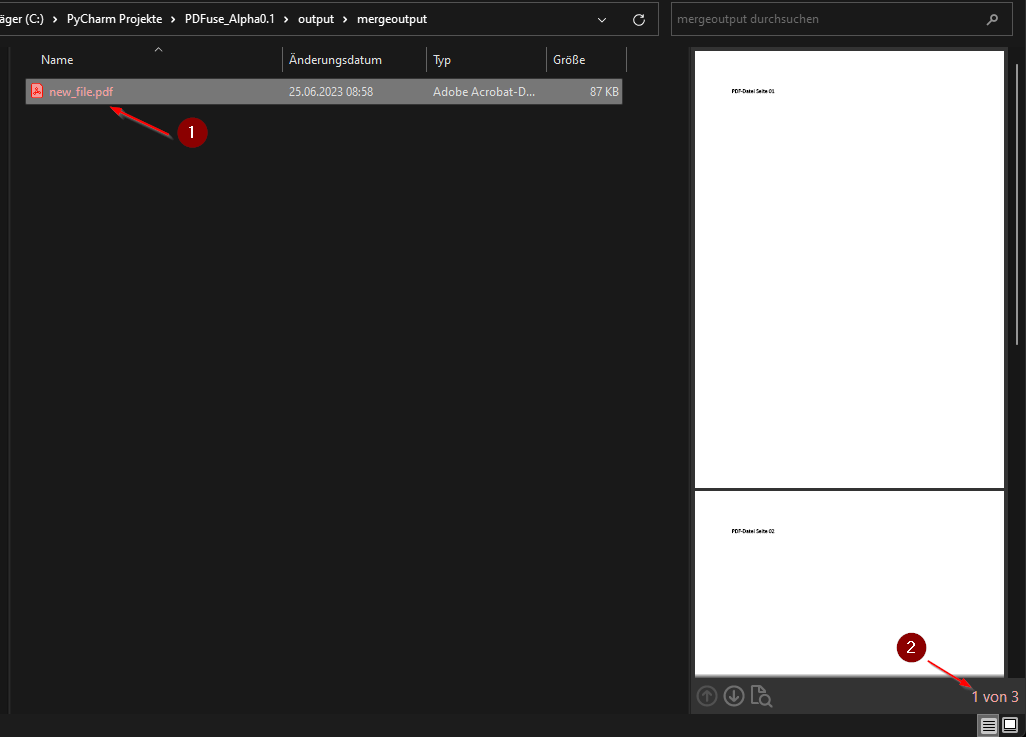 äger (C:) > PyCharm Projekte > PDFuse_Alpha0.1 > output > mergeoutput
mergeoutput durchsuchen
Name Änderungsdatum Typ Größe
new_file.pdf 25.06.2023 08:58 Adobe Acrobat-D... 87 KB
1
PDF-Datei Seite 01
PDF-Datei Seite 02
2
1 von 3